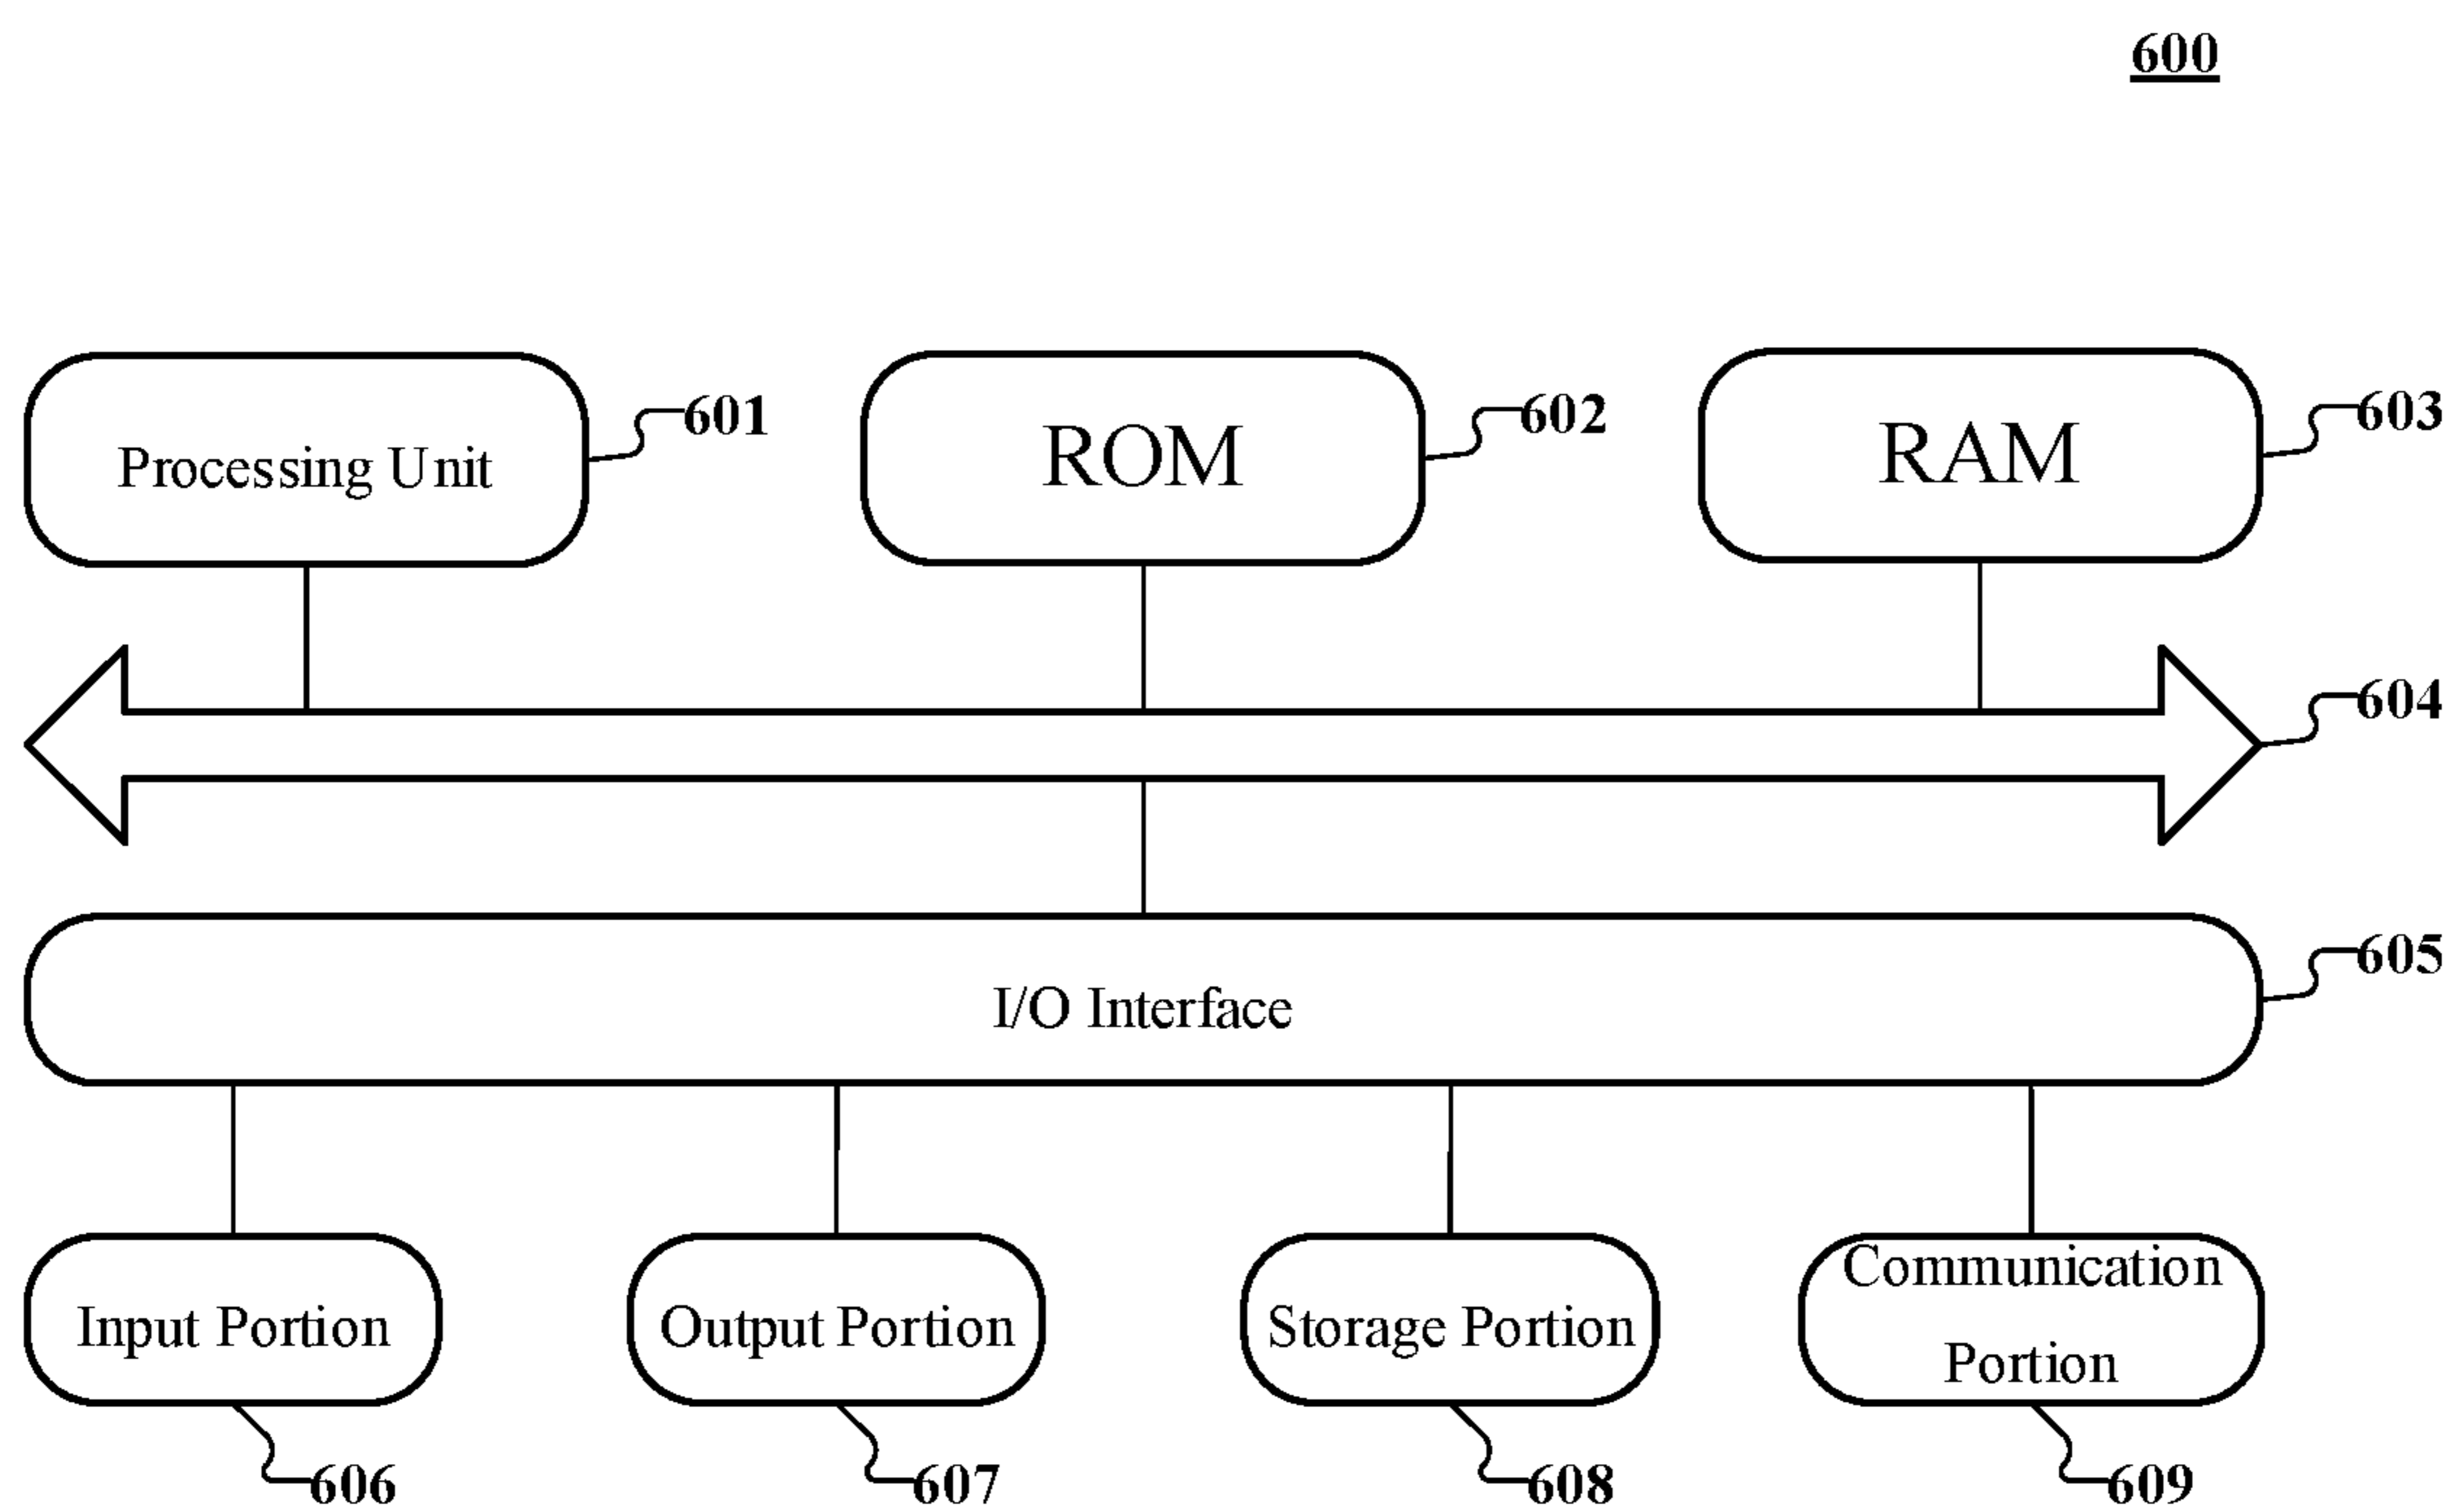 600
Processing Unit
601
ROM
602
RAM
603
604
I/O Interface
605
Input Portion
Output Portion
Storage Portion
Communication
Portion
606
607
608
609